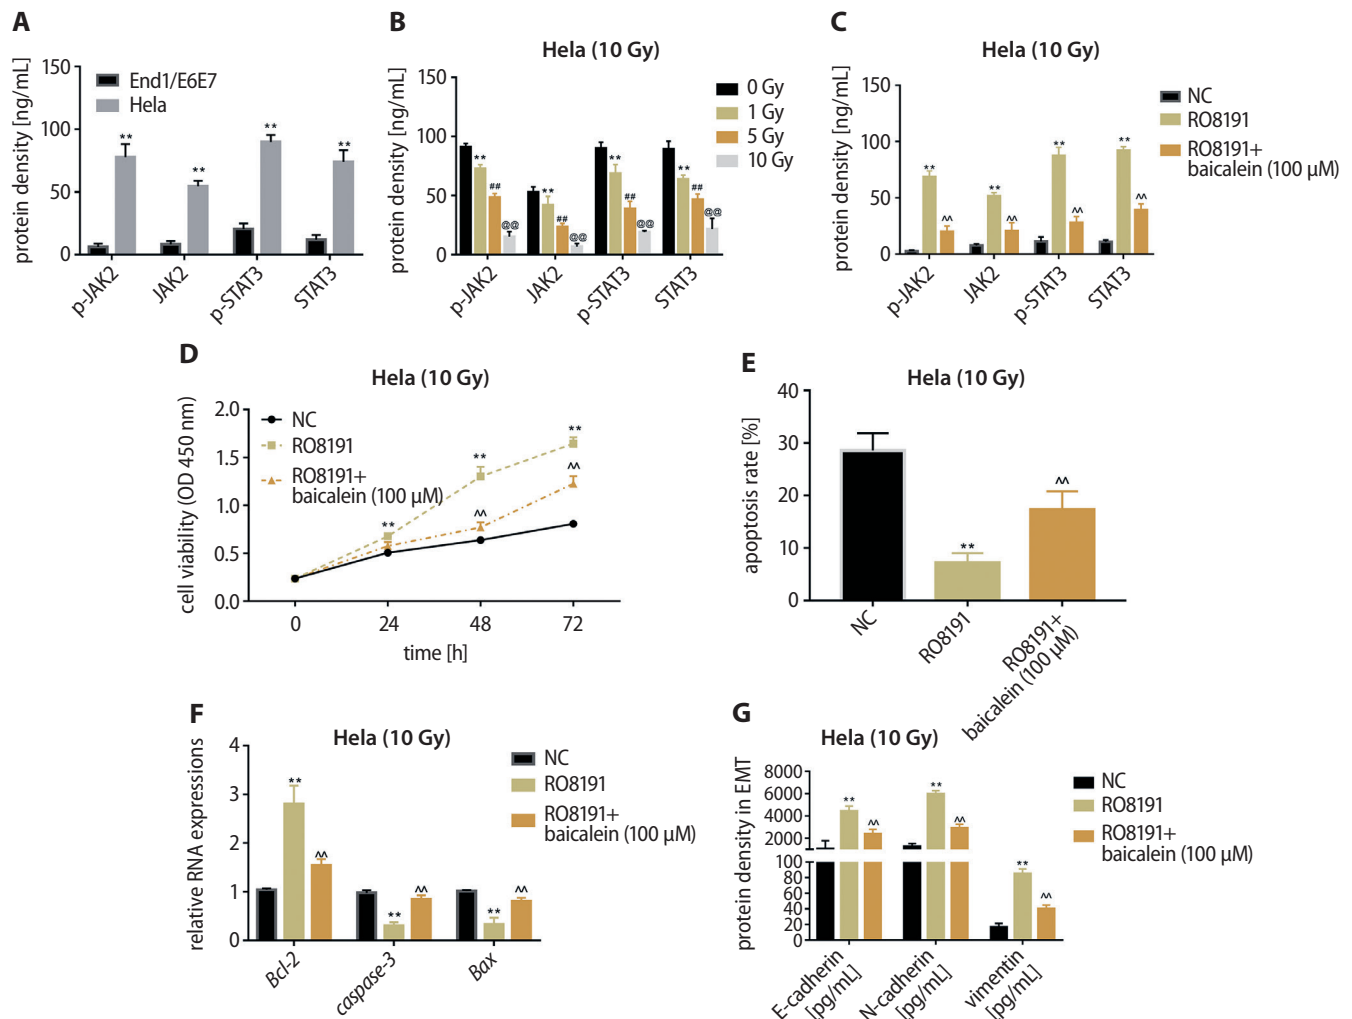 A
protein density [ng/mL]
150
100
50
0
End1/E6E7
Hela
**
**
**
**
p-JAK2
JAK2
p-STAT3
STAT3
B
Hela (10 Gy)
protein density [ng/mL]
150
100
50
0
0 Gy
1 Gy
5 Gy
10 Gy
**
##
@@
**
##
@@
**
##
@@
**
##
@@
p-JAK2
JAK2
p-STAT3
STAT3
C
Hela (10 Gy)
protein density [ng/mL]
150
100
50
0
NC
RO8191
RO8191+
baicalein (100 µM)
**
^^
**
^^
**
^^
**
^^
p-JAK2
JAK2
p-STAT3
STAT3
D
Hela (10 Gy)
cell viability (OD 450 nm)
2.0
1.5
1.0
0.5
0.0
NC
RO8191
RO8191+
baicalein (100 µM)
**
**
^^
**
^^
0
24
48
72
time [h]
E
Hela (10 Gy)
apoptosis rate [%]
40
30
20
10
0
**
^^
NC
RO8191
RO8191+
baicalein (100 µM)
F
Hela (10 Gy)
relative RNA expressions
4
3
2
1
0
NC
RO8191
RO8191+
baicalein (100 µM)
**
^^
**
^^
**
^^
Bcl-2
caspase-3
Bax
G
Hela (10 Gy)
protein density in EMT
8000
6000
4000
2000
100
80
60
40
20
0
NC
RO8191
RO8191+
baicalein (100 µM)
**
^^
**
^^
**
^^
E-cadherin
[pg/mL]
N-cadherin
[pg/mL]
vimentin
[pg/mL]